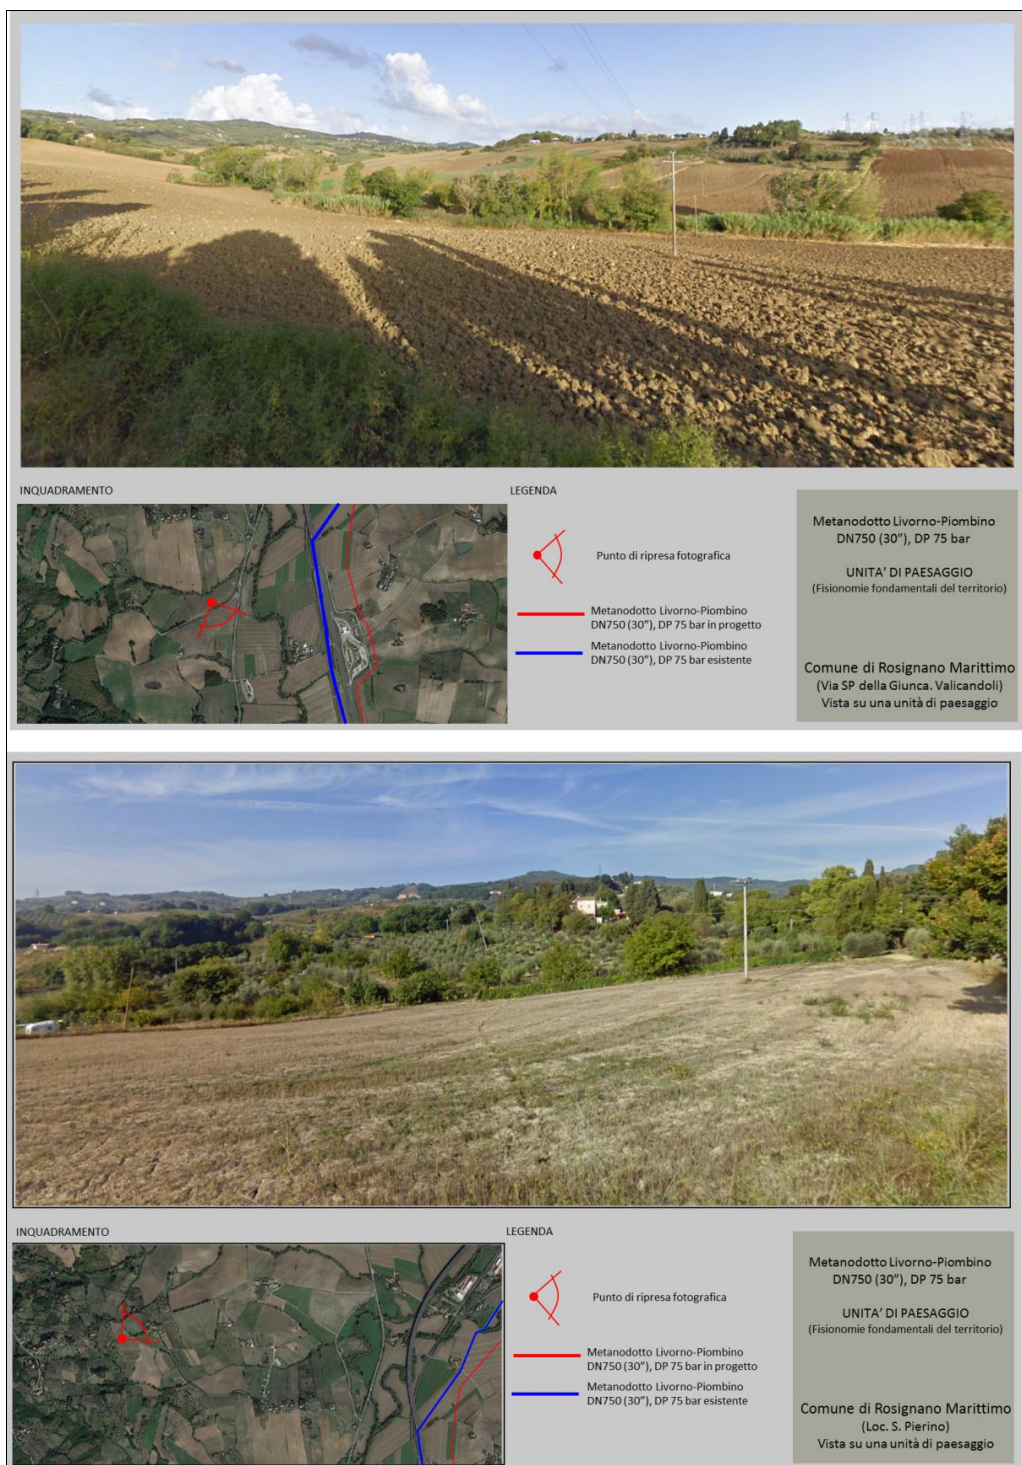 INQUADRAMENTO
LEGENDA
Punto di ripresa fotografica
Metanodotto Livorno-Piombino
DN750 (30”), DP 75 bar in progetto
Metanodotto Livorno-Piombino
DN750 (30”), DP 75 bar esistente
Metanodotto Livorno-Piombino
DN750 (30”), DP 75 bar
UNITA’ DI PAESAGGIO
(Fisionomie fondamentali del territorio)
Comune di Rosignano Marittimo
(Via SP della Giunca. Valicandoli)
Vista su una unità di paesaggio
INQUADRAMENTO
LEGENDA
Punto di ripresa fotografica
Metanodotto Livorno-Piombino
DN750 (30”), DP 75 bar in progetto
Metanodotto Livorno-Piombino
DN750 (30”), DP 75 bar esistente
Metanodotto Livorno-Piombino
DN750 (30”), DP 75 bar
UNITA’ DI PAESAGGIO
(Fisionomie fondamentali del territorio)
Comune di Rosignano Marittimo
(Loc. S. Pierino)
Vista su una unità di paesaggio